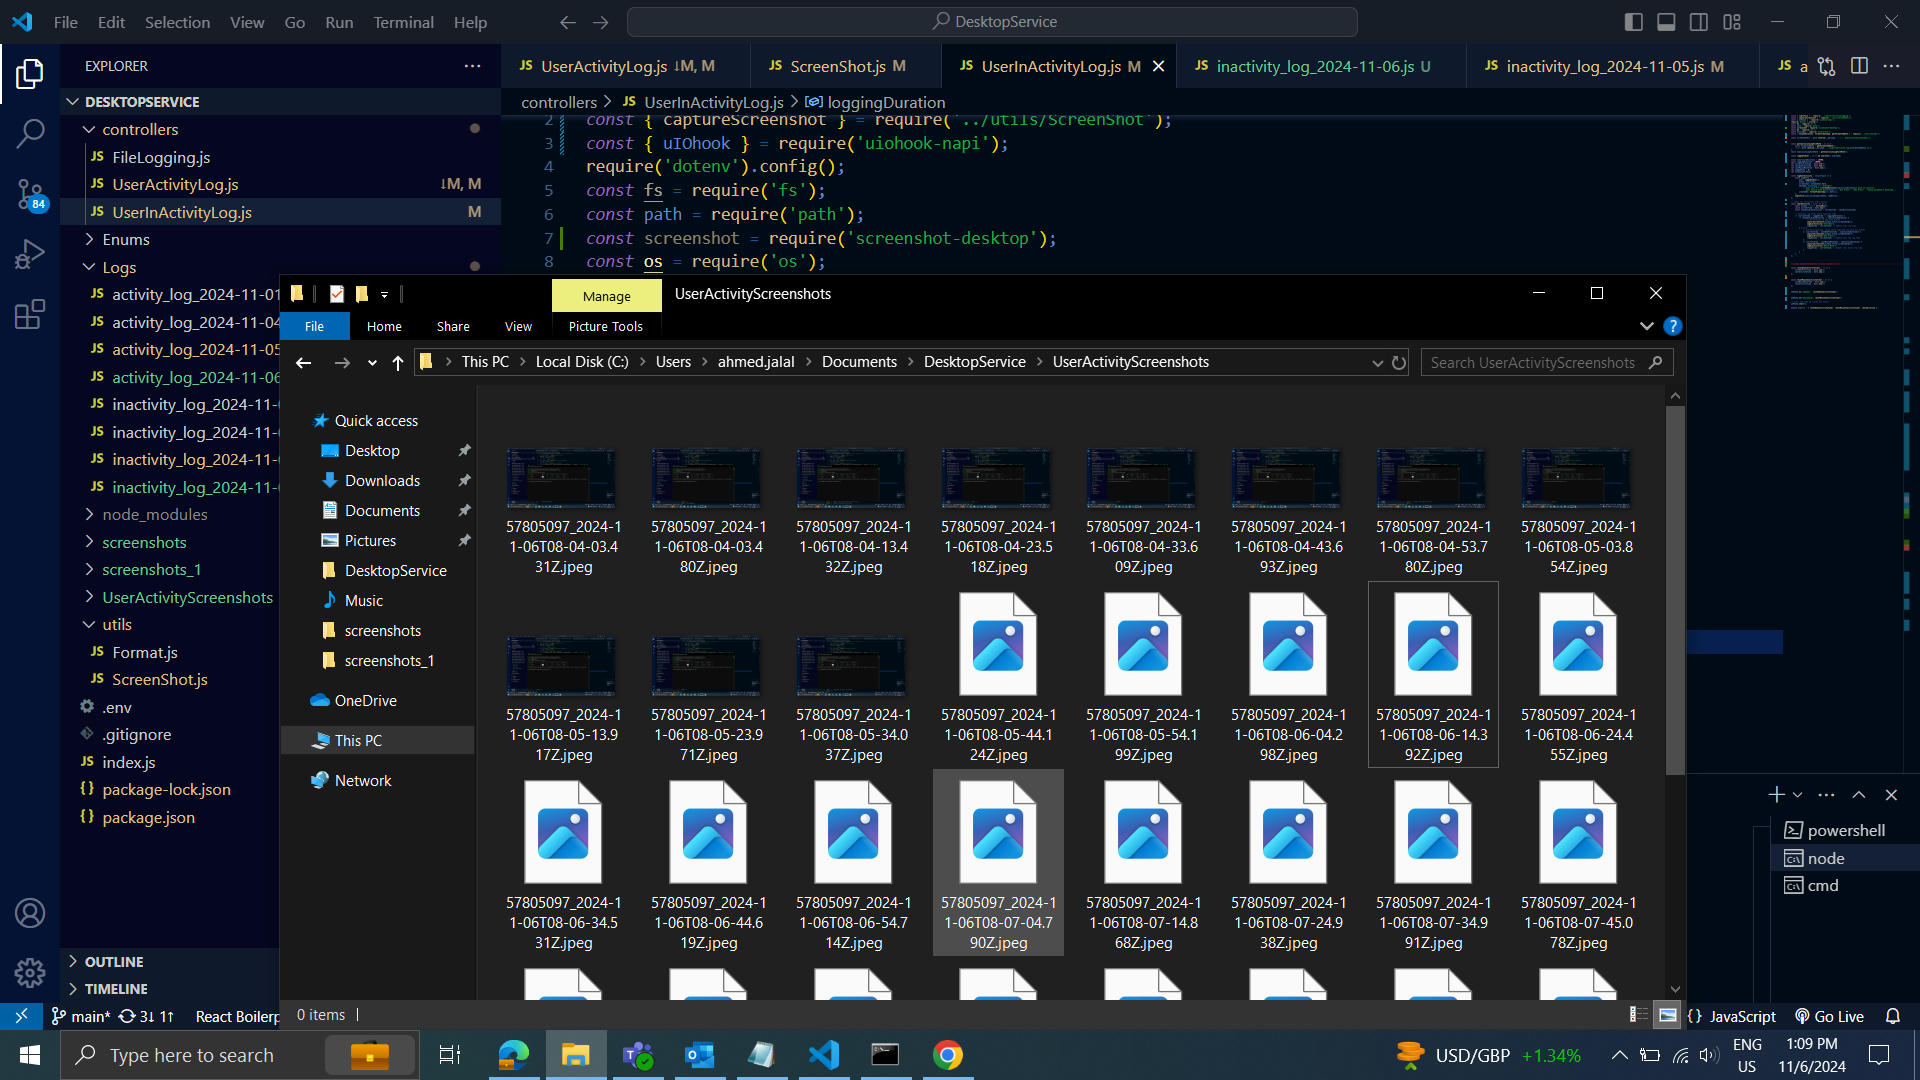 File Edit Selection View Go Run Terminal Help
DesktopService
EXPLORER
UserActivityLog.js ↓M, M
ScreenShot.js M
UserInActivityLog.js M
inactivity_log_2024-11-06.js U
inactivity_log_2024-11-05.js M
JS a
controllers > JS UserInActivityLog.js > loggingDuration
DESKTOPSERVICE
controllers
JS FileLogging.js
JS UserActivityLog.js ↓M, M
JS UserInActivityLog.js M
Enums
Logs
JS activity_log_2024-11-01
JS activity_log_2024-11-04
JS activity_log_2024-11-05
JS activity_log_2024-11-06
JS inactivity_log_2024-11-
JS inactivity_log_2024-11-
JS inactivity_log_2024-11-
JS inactivity_log_2024-11-
node_modules
screenshots
screenshots_1
UserActivityScreenshots
utils
JS Format.js
JS ScreenShot.js
.env
.gitignore
JS index.js
{} package-lock.json
{} package.json
OUTLINE
TIMELINE
84
2 const { captureScreenshot } = require('../utils/ScreenShot');
3 const { uIOhook } = require('uiohook-napi');
4 require('dotenv').config();
5 const fs = require('fs');
6 const path = require('path');
7 const screenshot = require('screenshot-desktop');
8 const os = require('os');
Manage
UserActivityScreenshots
File Home Share View Picture Tools
This PC > Local Disk (C:) > Users > ahmed.jalal > Documents > DesktopService > UserActivityScreenshots
Search UserActivityScreenshots
Quick access
Desktop
Downloads
Documents
Pictures
DesktopService
Music
screenshots
screenshots_1
OneDrive
This PC
Network
57805097_2024-11-06T08-04-03.431Z.jpeg
57805097_2024-11-06T08-04-03.480Z.jpeg
57805097_2024-11-06T08-04-13.432Z.jpeg
57805097_2024-11-06T08-04-23.518Z.jpeg
57805097_2024-11-06T08-04-33.609Z.jpeg
57805097_2024-11-06T08-04-43.693Z.jpeg
57805097_2024-11-06T08-04-53.780Z.jpeg
57805097_2024-11-06T08-05-03.854Z.jpeg
57805097_2024-11-06T08-05-13.917Z.jpeg
57805097_2024-11-06T08-05-23.971Z.jpeg
57805097_2024-11-06T08-05-34.037Z.jpeg
57805097_2024-11-06T08-05-44.124Z.jpeg
57805097_2024-11-06T08-05-54.199Z.jpeg
57805097_2024-11-06T08-06-04.298Z.jpeg
57805097_2024-11-06T08-06-14.392Z.jpeg
57805097_2024-11-06T08-06-24.455Z.jpeg
57805097_2024-11-06T08-06-34.531Z.jpeg
57805097_2024-11-06T08-06-44.619Z.jpeg
57805097_2024-11-06T08-06-54.714Z.jpeg
57805097_2024-11-06T08-07-04.790Z.jpeg
57805097_2024-11-06T08-07-14.868Z.jpeg
57805097_2024-11-06T08-07-24.938Z.jpeg
57805097_2024-11-06T08-07-34.991Z.jpeg
57805097_2024-11-06T08-07-45.078Z.jpeg
0 items
powershell
node
cmd
main* 3↓ 1↑ React Boilerp
{} JavaScript Go Live
Type here to search
USD/GBP +1.34%
ENG
US
1:09 PM
11/6/2024